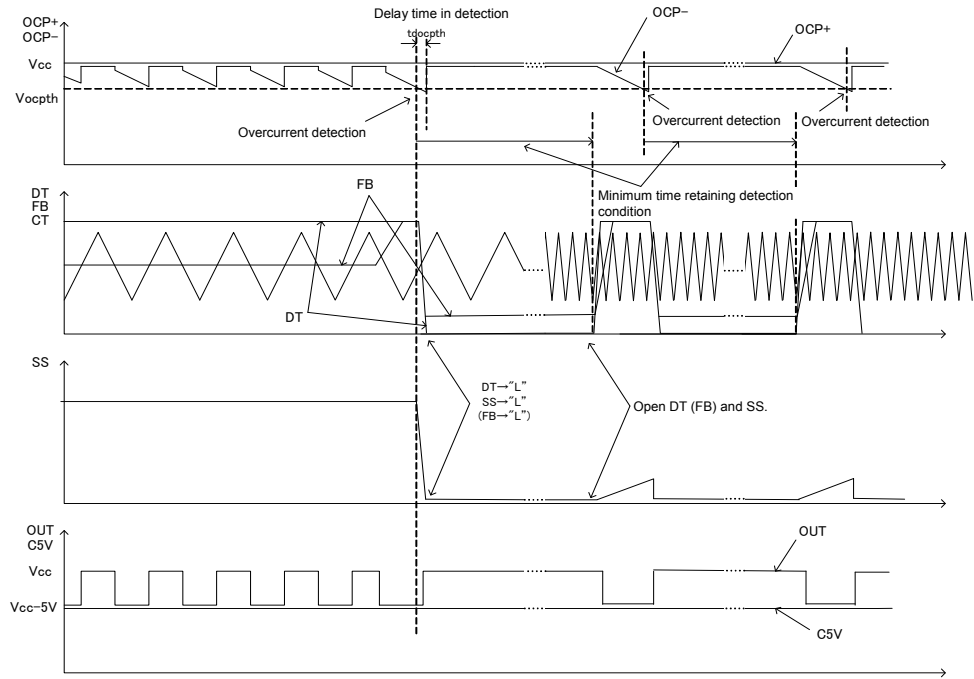 Delay time in detection
tdocpth
OCP+
OCP−
OCP−
OCP+
Vcc
Vocpth
Overcurrent detection
Overcurrent detection
Overcurrent detection
Minimum time retaining detection
condition
DT
FB
CT
FB
DT
SS
DT→"L"
SS→"L"
(FB→"L")
Open DT (FB) and SS.
OUT
C5V
Vcc
Vcc−5V
OUT
C5V